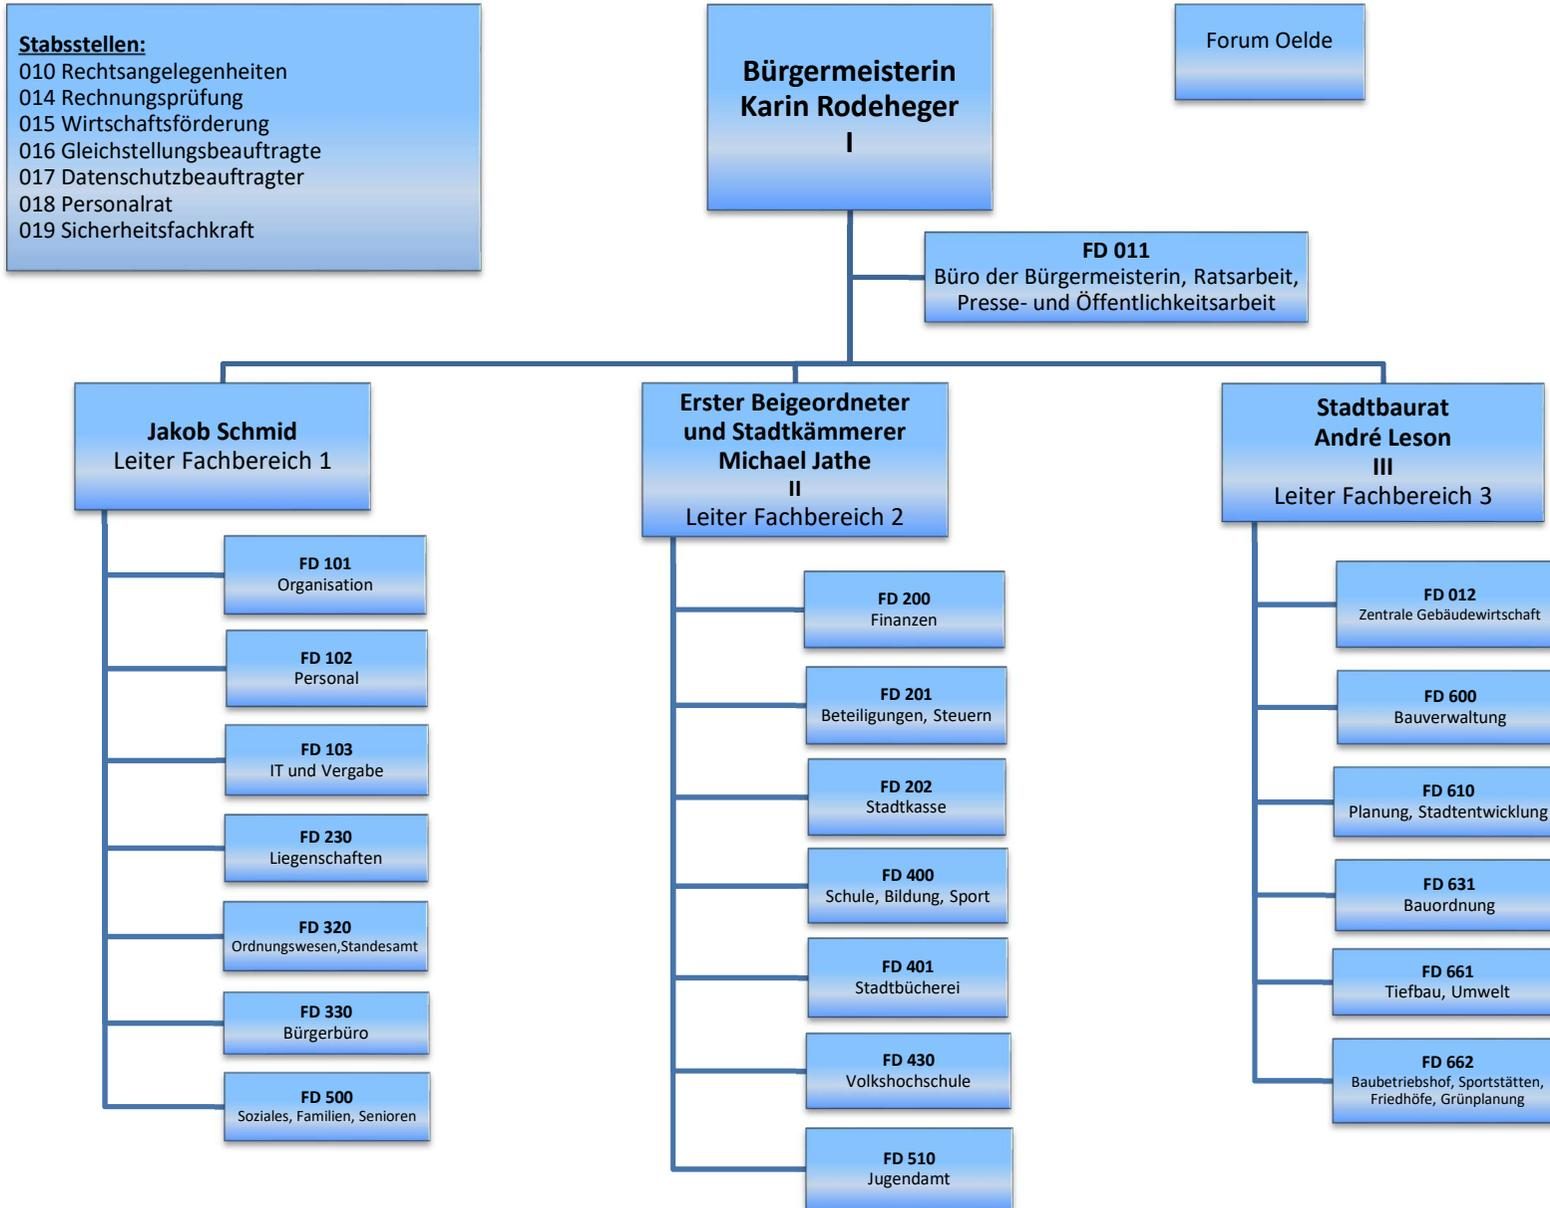 Stabsstellen:
010 Rechtsangelegenheiten
014 Rechnungsprüfung
015 Wirtschaftsförderung
016 Gleichstellungsbeauftragte
017 Datenschutzbeauftragter
018 Personalrat
019 Sicherheitsfachkraft
Bürgermeisterin
Karin Rodeheger
I
Forum Oelde
FD 011
Büro der Bürgermeisterin, Ratsarbeit,
Presse- und Öffentlichkeitsarbeit
Jakob Schmid
Leiter Fachbereich 1
FD 101
Organisation
FD 102
Personal
FD 103
IT und Vergabe
FD 230
Liegenschaften
FD 320
Ordnungswesen,Standesamt
FD 330
Bürgerbüro
FD 500
Soziales, Familien, Senioren
Erster Beigeordneter
und Stadtkämmerer
Michael Jathe
II
Leiter Fachbereich 2
FD 200
Finanzen
FD 201
Beteiligungen, Steuern
FD 202
Stadtkasse
FD 400
Schule, Bildung, Sport
FD 401
Stadtbücherei
FD 430
Volkshochschule
FD 510
Jugendamt
Stadtbaurat
André Leson
III
Leiter Fachbereich 3
FD 012
Zentrale Gebäudewirtschaft
FD 600
Bauverwaltung
FD 610
Planung, Stadtentwicklung
FD 631
Bauordnung
FD 661
Tiefbau, Umwelt
FD 662
Baubetriebshof, Sportstätten,
Friedhöfe, Grünplanung